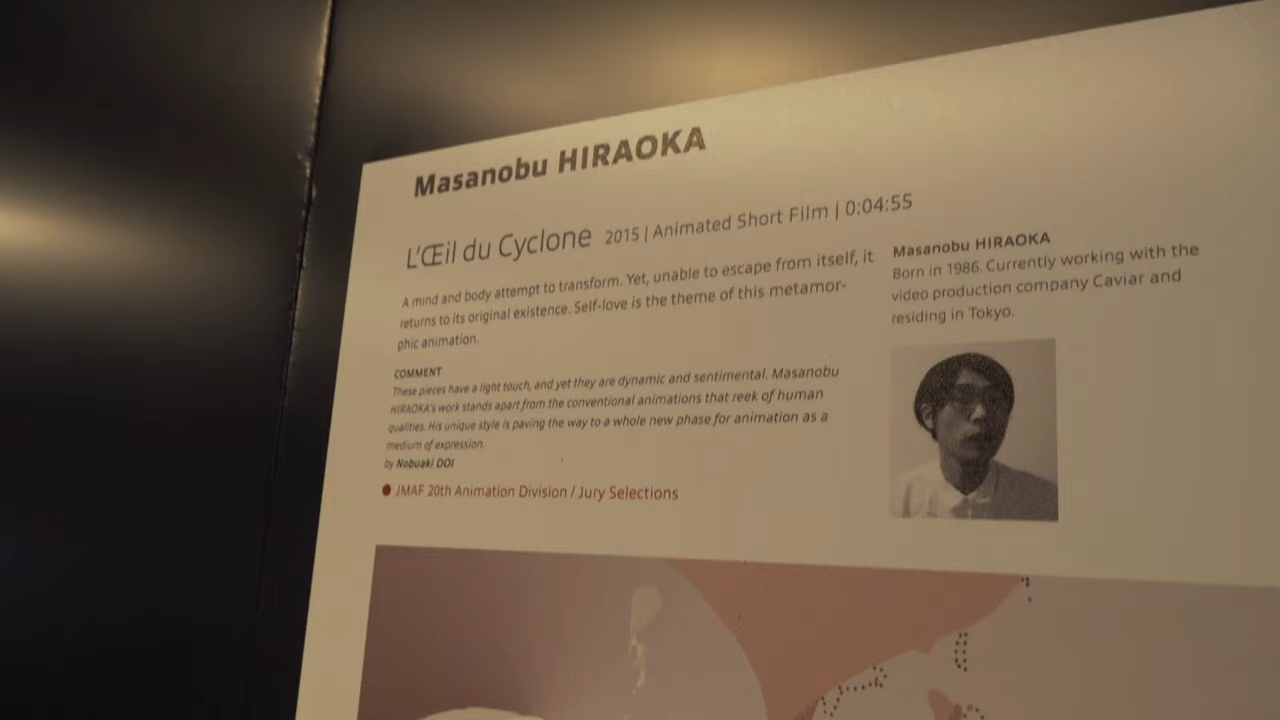 Masanobu HIRAOKA
L'Œil du Cyclone 2015 | Animated Short Film | 0:04:55
A mind and body attempt to transform. Yet, unable to escape from itself, it
returns to its original existence. Self-love is the theme of this metamor-
phic animation.
COMMENT
These pieces have a light touch, and yet they are dynamic and sentimental. Masanobu
HIRAOKA's work stands apart from the conventional animations that reek of human
qualities. His unique style is paving the way to a whole new phase for animation as a
medium of expression.
by Nobuaki DOI
JMAF 20th Animation Division / Jury Selections
Masanobu HIRAOKA
Born in 1986. Currently working with the
video production company Caviar and
residing in Tokyo.